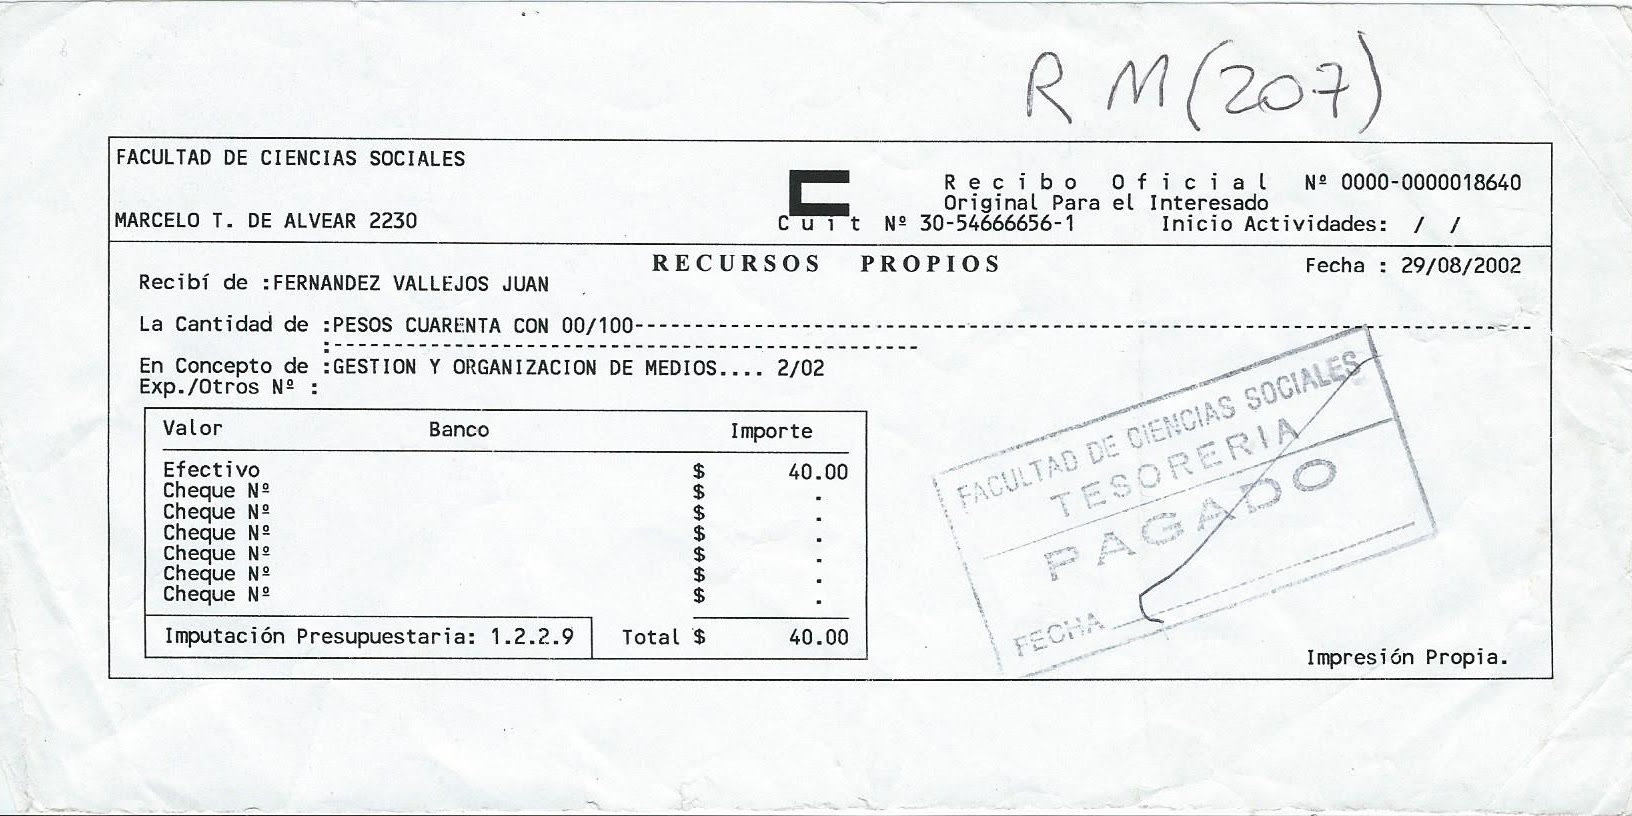 R M (207)
FACULTAD DE CIENCIAS SOCIALES
Recibo Oficial Nº 0000-0000018640
Original Para el Interesado
MARCELO T. DE ALVEAR 2230
Cuit Nº 30-54666656-1 Inicio Actividades: / /
RECURSOS PROPIOS
Fecha : 29/08/2002
Recibí de :FERNANDEZ VALLEJOS JUAN
La Cantidad de :PESOS CUARENTA CON 00/100---------------------------------------------------------------------------
:-------------------------------------------------
En Concepto de :GESTION Y ORGANIZACION DE MEDIOS.... 2/02
Exp./Otros Nº :
Valor Banco Importe
Efectivo $ 40.00
Cheque Nº $ .
Cheque Nº $ .
Cheque Nº $ .
Cheque Nº $ .
Cheque Nº $ .
Cheque Nº $ .
Imputación Presupuestaria: 1.2.2.9 Total $ 40.00
FACULTAD DE CIENCIAS SOCIALES
TESORERIA
PAGADO
FECHA
Impresión Propia.